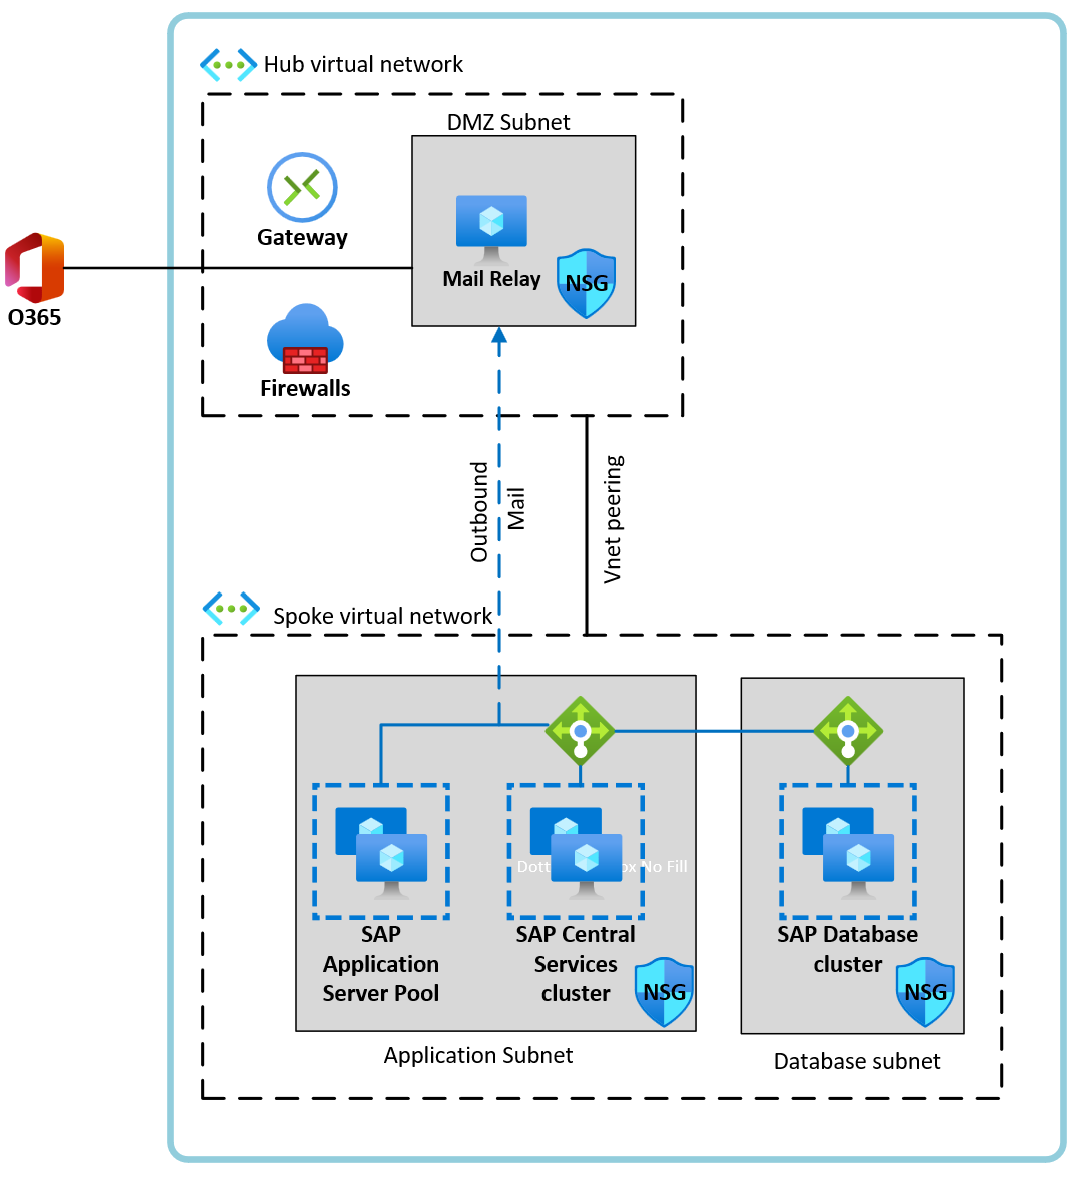 Hub virtual network
DMZ Subnet
Gateway
Mail Relay
NSG
O365
Firewalls
Outbound
Mail
Vnet peering
Spoke virtual network
SAP
Application
Server Pool
Dott
ox No Fill
SAP Central
Services
cluster
NSG
SAP Database
cluster
NSG
Application Subnet
Database subnet